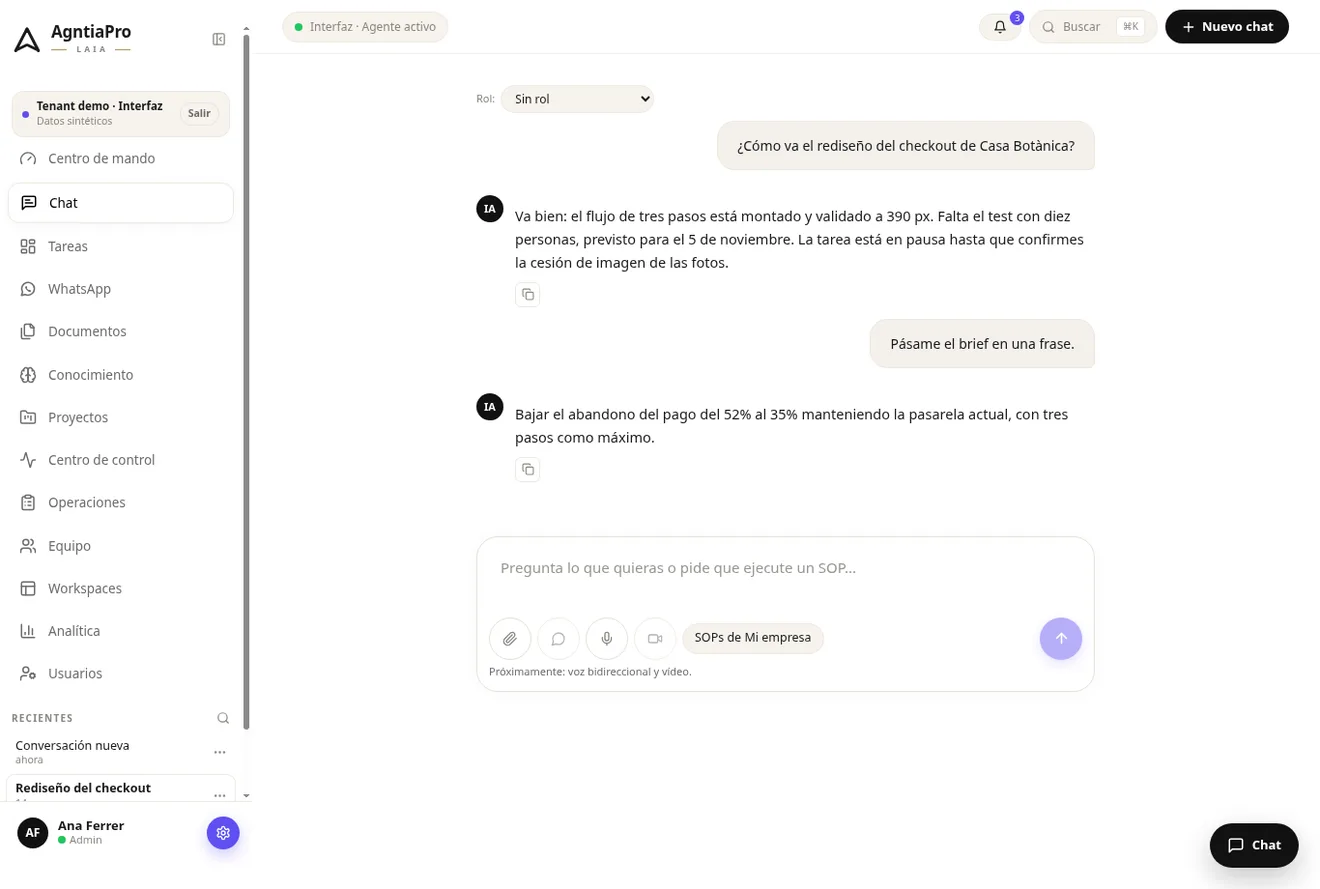 AgntiaPro
LAIA
Tenant demo · Interfaz
Datos sintéticos
Salir
Centro de mando
Chat
Tareas
WhatsApp
Documentos
Conocimiento
Proyectos
Centro de control
Operaciones
Equipo
Workspaces
Analítica
Usuarios
RECIENTES
Conversación nueva
ahora
Rediseño del checkout
AF
Ana Ferrer
Admin
Interfaz · Agente activo
3
Buscar
⌘K
Nuevo chat
Rol:
Sin rol
¿Cómo va el rediseño del checkout de Casa Botànica?
IA
Va bien: el flujo de tres pasos está montado y validado a 390 px. Falta el test con diez
personas, previsto para el 5 de noviembre. La tarea está en pausa hasta que confirmes
la cesión de imagen de las fotos.
Pásame el brief en una frase.
IA
Bajar el abandono del pago del 52% al 35% manteniendo la pasarela actual, con tres
pasos como máximo.
Pregunta lo que quieras o pide que ejecute un SOP...
SOPs de Mi empresa
Próximamente: voz bidireccional y vídeo.
Chat